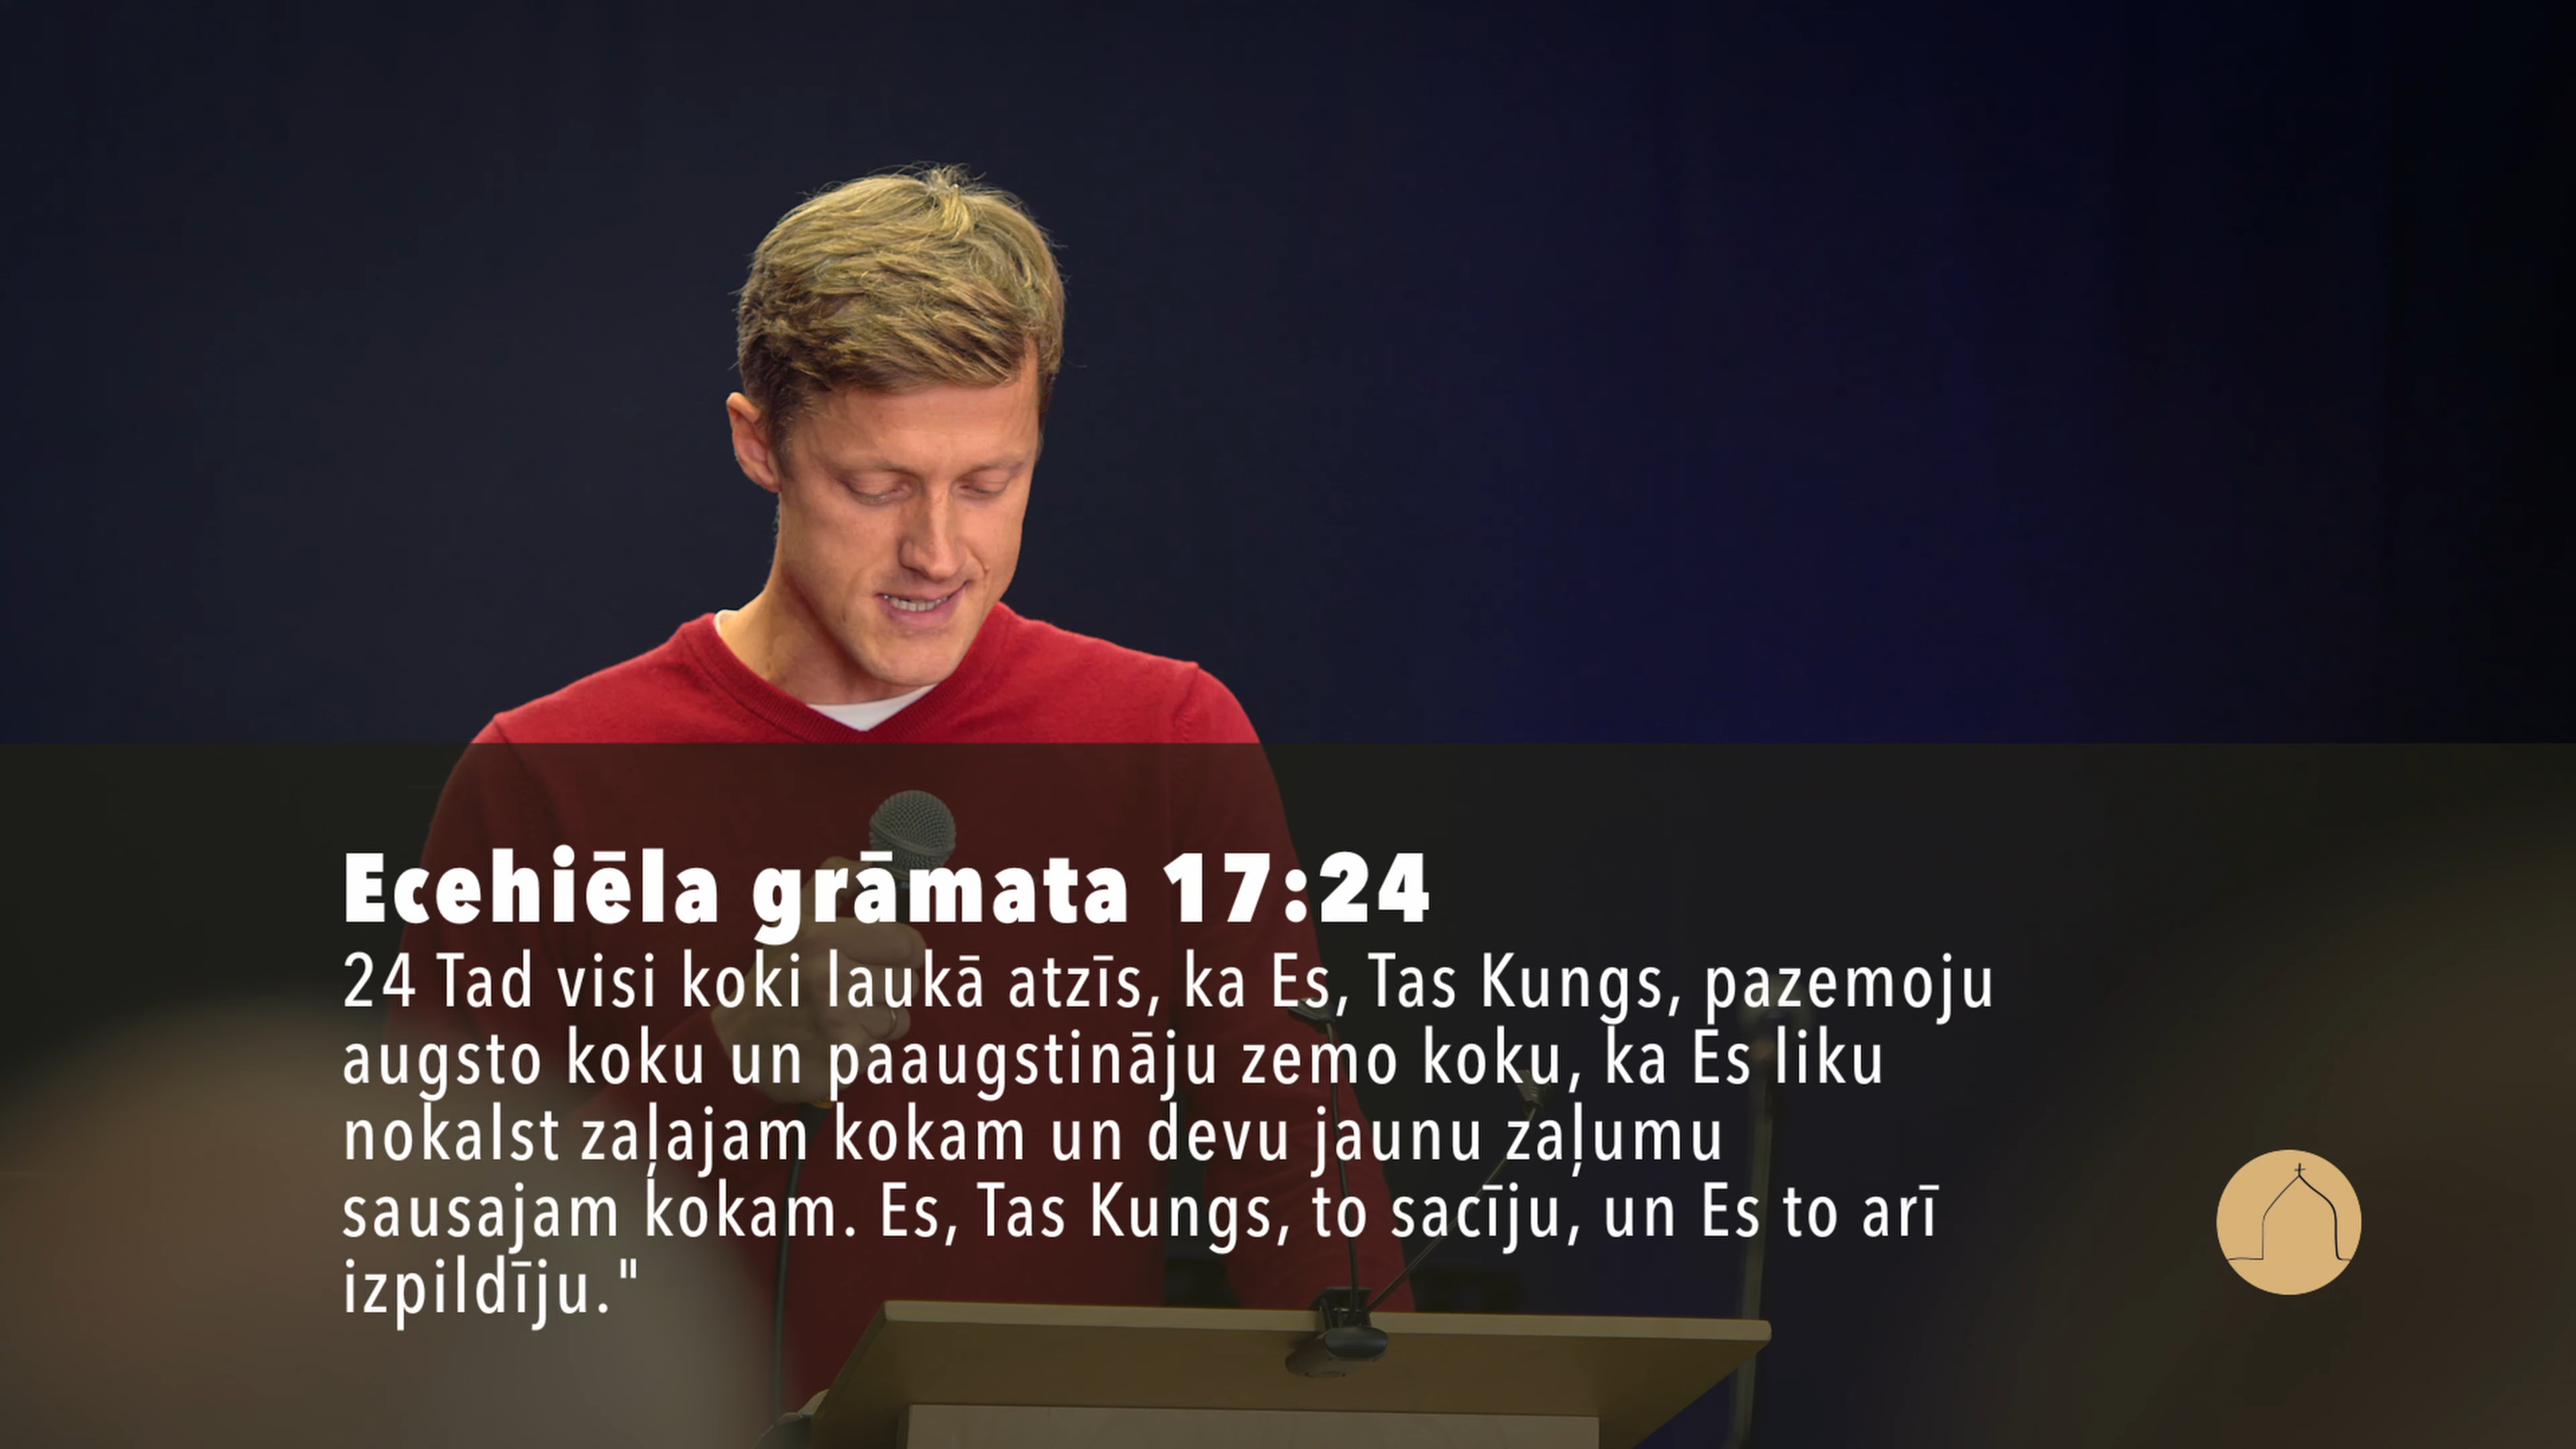 Ecehiēla grāmata 17:24
24 Tad visi koki laukā atzīs, ka Es, Tas Kungs, pazemoju
augsto koku un paaugstināju zemo koku, ka Es liku
nokalst zaļajam kokam un devu jaunu zaļumu
sausajam kokam. Es, Tas Kungs, to sacīju, un Es to arī
izpildīju."